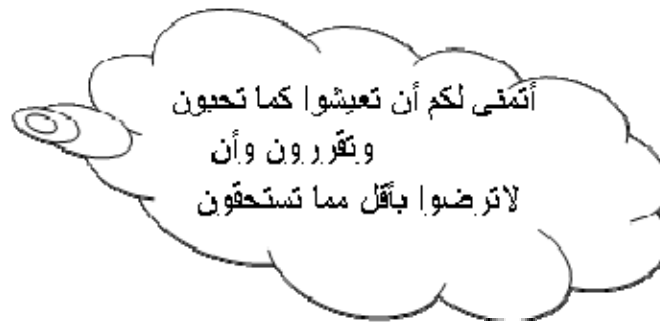 أتمنى لكم أن تعيشوا كما تحبون
وتقررون وأن
لاترضوا بأقل مما تستحقون